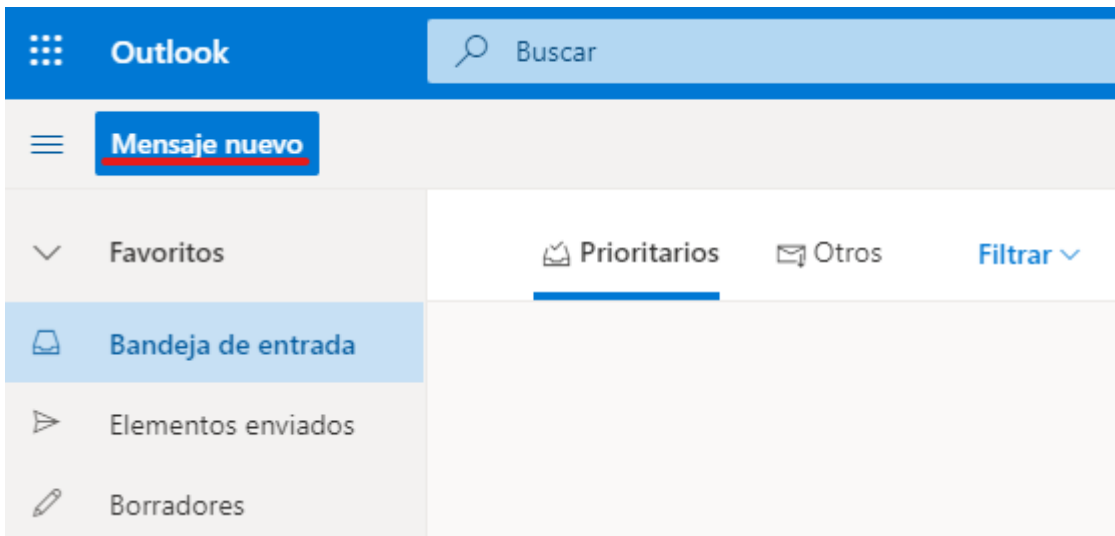 Outlook
Buscar
Mensaje nuevo
Favoritos
Prioritarios
Otros
Filtrar
Bandeja de entrada
Elementos enviados
Borradores